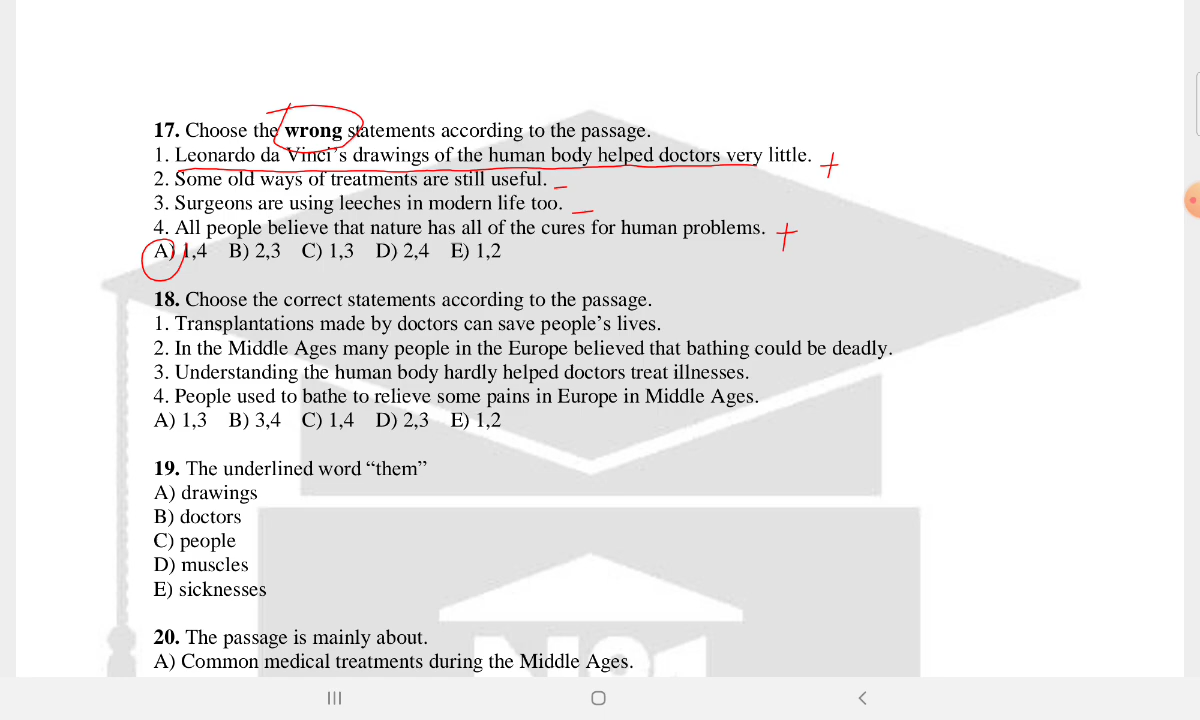 17. Choose the wrong statements according to the passage.
1. Leonardo da Vinci's drawings of the human body helped doctors very little. +
2. Some old ways of treatments are still useful. –
3. Surgeons are using leeches in modern life too. –
4. All people believe that nature has all of the cures for human problems. +
A) 1,4 B) 2,3 C) 1,3 D) 2,4 E) 1,2
18. Choose the correct statements according to the passage.
1. Transplantations made by doctors can save people’s lives.
2. In the Middle Ages many people in the Europe believed that bathing could be deadly.
3. Understanding the human body hardly helped doctors treat illnesses.
4. People used to bathe to relieve some pains in Europe in Middle Ages.
A) 1,3 B) 3,4 C) 1,4 D) 2,3 E) 1,2
19. The underlined word “them”
A) drawings
B) doctors
C) people
D) muscles
E) sicknesses
20. The passage is mainly about.
A) Common medical treatments during the Middle Ages.